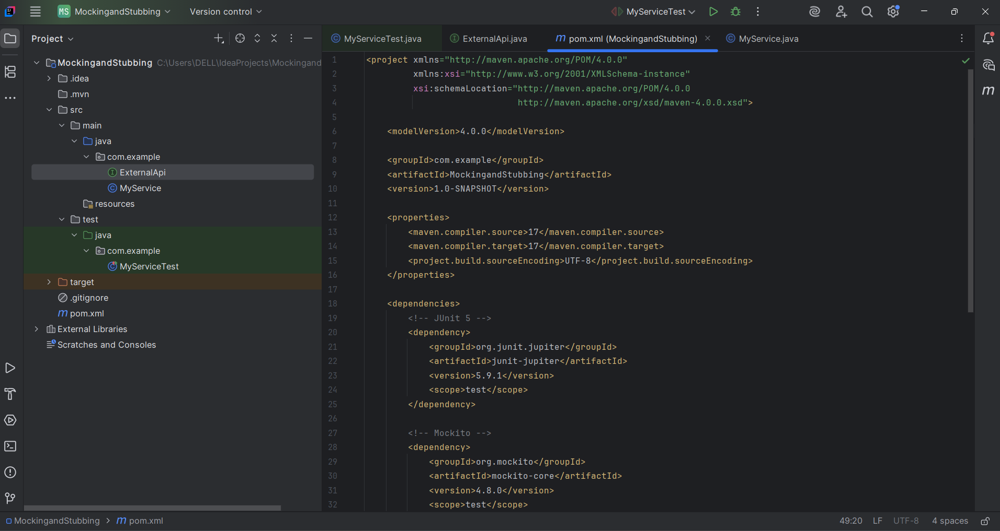 MS MockingandStubbing Version control MyServiceTest
Project
MyServiceTest.java ExternalApi.java m pom.xml (MockingandStubbing) MyService.java
MockingandStubbing C:\Users\DELL\IdeaProjects\Mockingand
.idea
.mvn
src
main
java
com.example
ExternalApi
MyService
resources
test
java
com.example
MyServiceTest
target
.gitignore
m pom.xml
External Libraries
Scratches and Consoles
1 <project xmlns="http://maven.apache.org/POM/4.0.0"
2 xmlns:xsi="http://www.w3.org/2001/XMLSchema-instance"
3 xsi:schemaLocation="http://maven.apache.org/POM/4.0.0
4 http://maven.apache.org/xsd/maven-4.0.0.xsd">
5
6 <modelVersion>4.0.0</modelVersion>
7
8 <groupId>com.example</groupId>
9 <artifactId>MockingandStubbing</artifactId>
10 <version>1.0-SNAPSHOT</version>
11
12 <properties>
13 <maven.compiler.source>17</maven.compiler.source>
14 <maven.compiler.target>17</maven.compiler.target>
15 <project.build.sourceEncoding>UTF-8</project.build.sourceEncoding>
16 </properties>
17
18 <dependencies>
19 <!-- JUnit 5 -->
20 <dependency>
21 <groupId>org.junit.jupiter</groupId>
22 <artifactId>junit-jupiter</artifactId>
23 <version>5.9.1</version>
24 <scope>test</scope>
25 </dependency>
26
27 <!-- Mockito -->
28 <dependency>
29 <groupId>org.mockito</groupId>
30 <artifactId>mockito-core</artifactId>
31 <version>4.8.0</version>
32 <scope>test</scope>
MockingandStubbing > m pom.xml 49:20 LF UTF-8 4 spaces